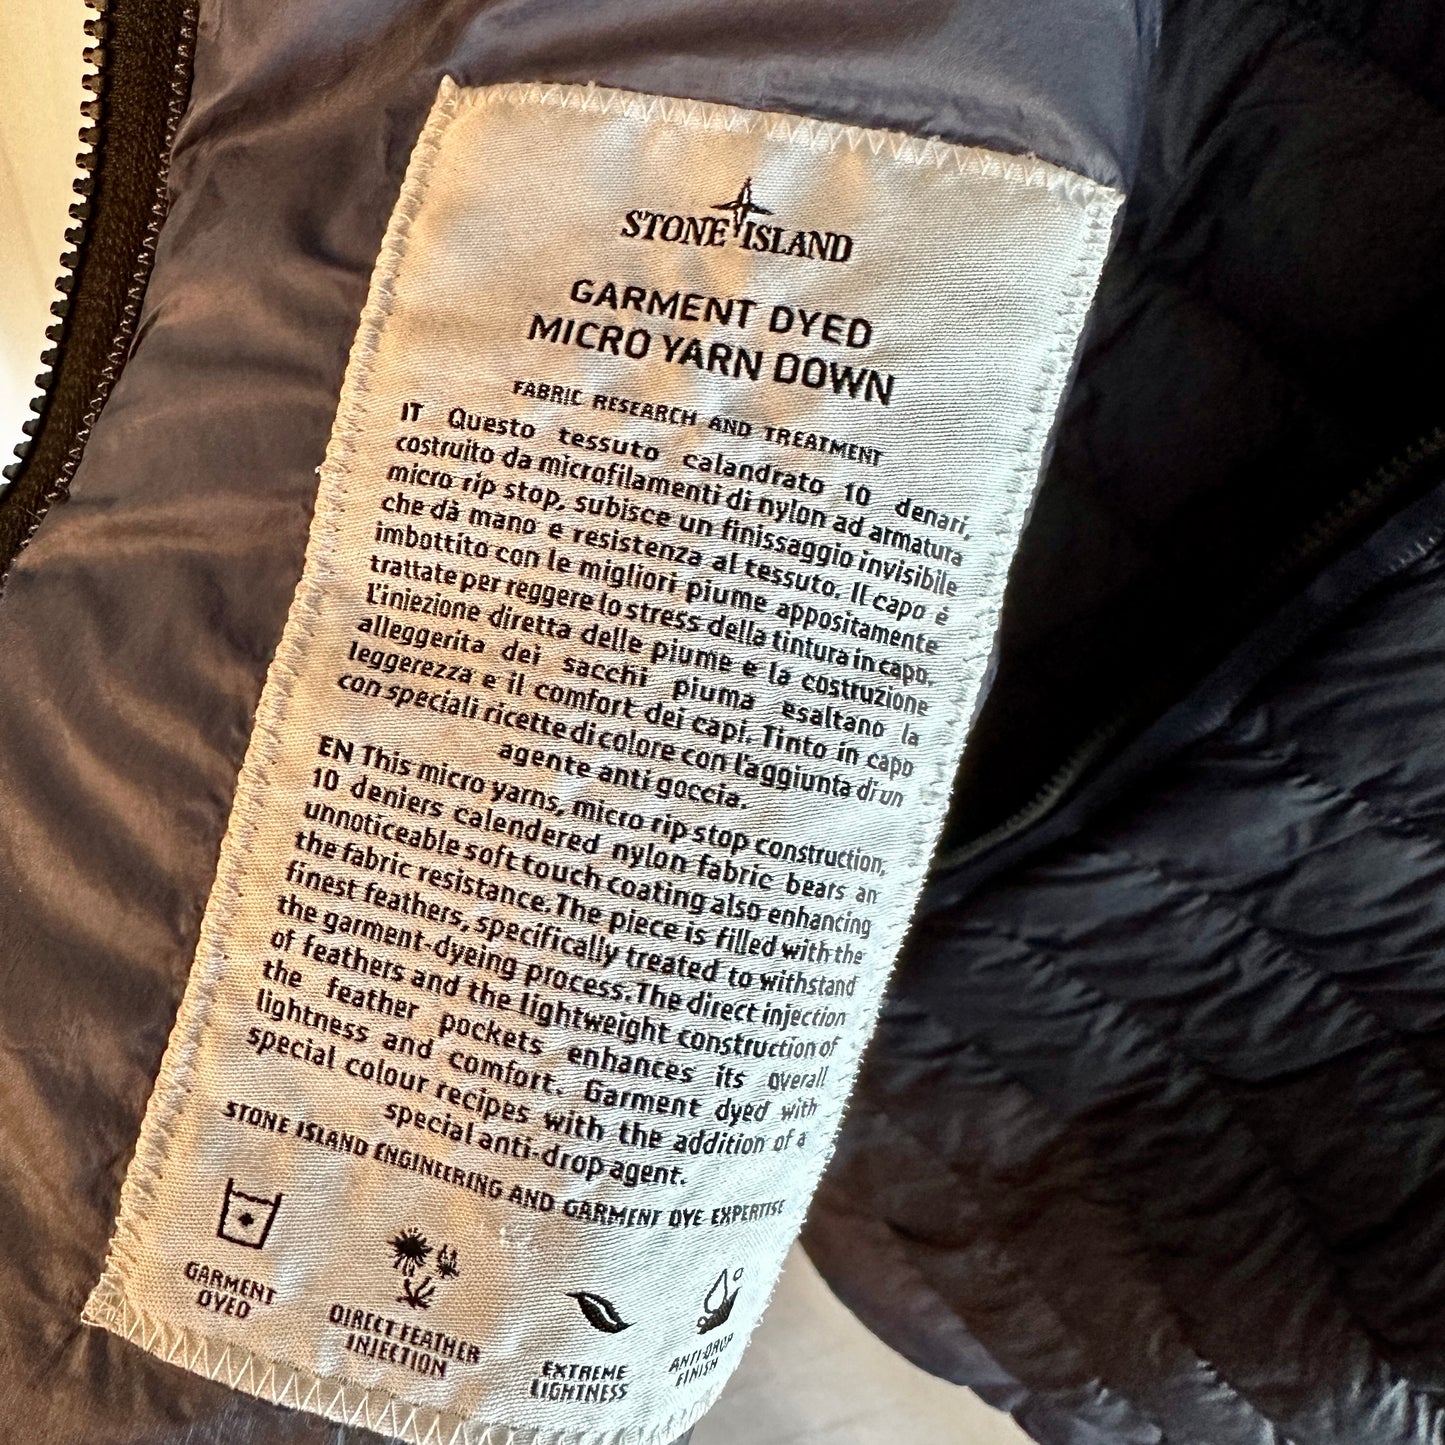 STONE ISLAND
GARMENT DYED
MICRO YARN DOWN
FABRIC RESEARCH AND TREATMENT
IT Questo tessuto calandrato 10 denari,
costruito da microfilamenti di nylon ad armatura
micro rip stop, subisce un finissaggio invisibile
che dà mano e resistenza al tessuto. Il capo è
imbottito con le migliori piume appositamente
trattate per reggere lo stress della tintura in capo.
L'iniezione diretta delle piume e la costruzione
alleggerita dei sacchi piuma esaltano la
leggerezza e il comfort dei capi. Tinto in capo
con speciali ricette di colore con l'aggiunta di un
agente anti goccia.
EN This micro yarns, micro rip stop construction,
10 deniers calendered nylon fabric bears an
unnoticeable soft touch coating also enhancing
the fabric resistance. The piece is filled with the
finest feathers, specifically treated to withstand
the garment-dyeing process. The direct injection
of feathers and the lightweight construction of
the feather pockets enhances its overall
lightness and comfort. Garment dyed with
special colour recipes with the addition of a
special anti-drop agent.
STONE ISLAND ENGINEERING AND GARMENT DYE EXPERTISE
GARMENT
DYED
DIRECT FEATHER
INJECTION
EXTREME
LIGHTNESS
ANTI-DROP
FINISH